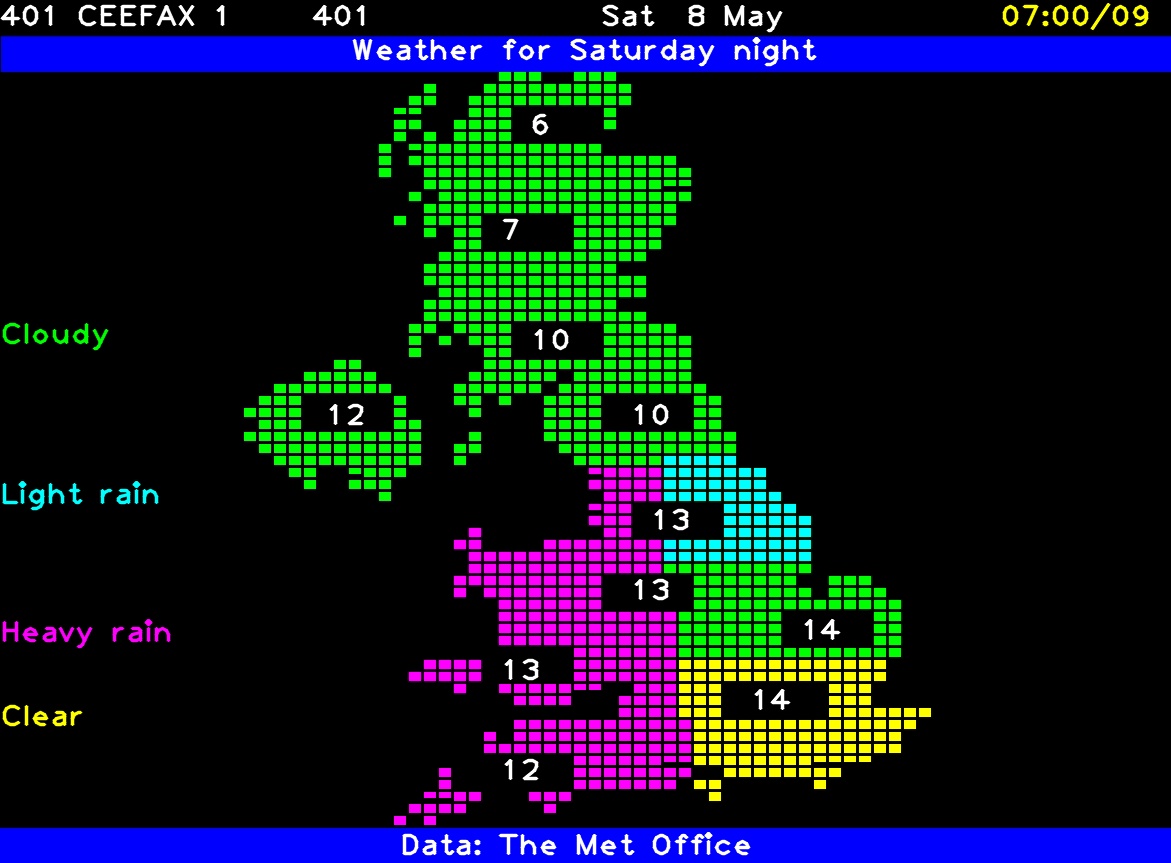 401 CEEFAX 1 401 Sat 8 May 07:00/09
Weather for Saturday night
6
7
Cloudy
10
12
10
Light rain
13
13
Heavy rain
14
13
Clear
14
12
Data: The Met Office